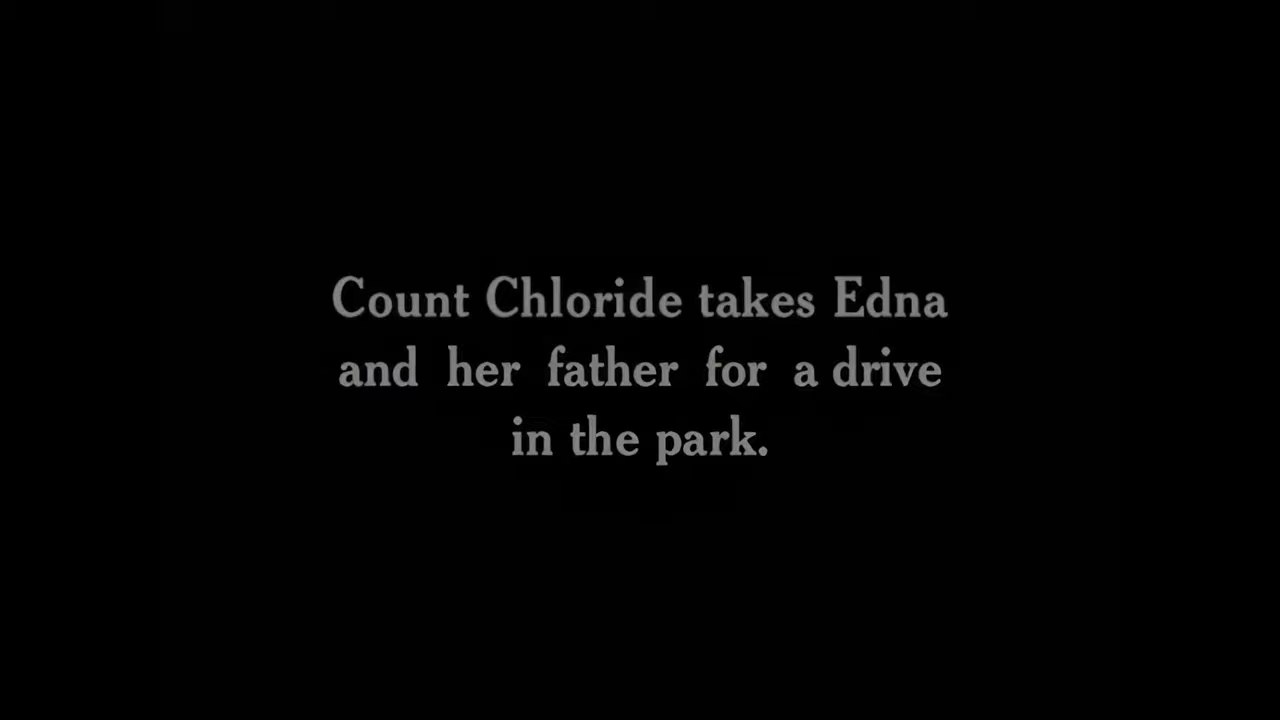 Count Chloride takes Edna
and her father for a drive
in the park.